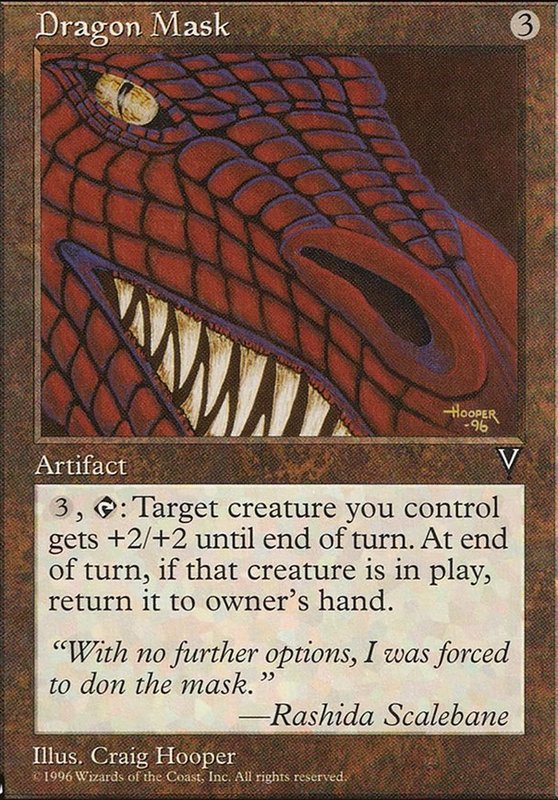 Dragon Mask 3
HOOPER
-96
Artifact
V
3, : Target creature you control
gets +2/+2 until end of turn. At end
of turn, if that creature is in play,
return it to owner's hand.
“With no further options, I was forced
to don the mask.”
—Rashida Scalebane
Illus. Craig Hooper
©1996 Wizards of the Coast, Inc. All rights reserved.